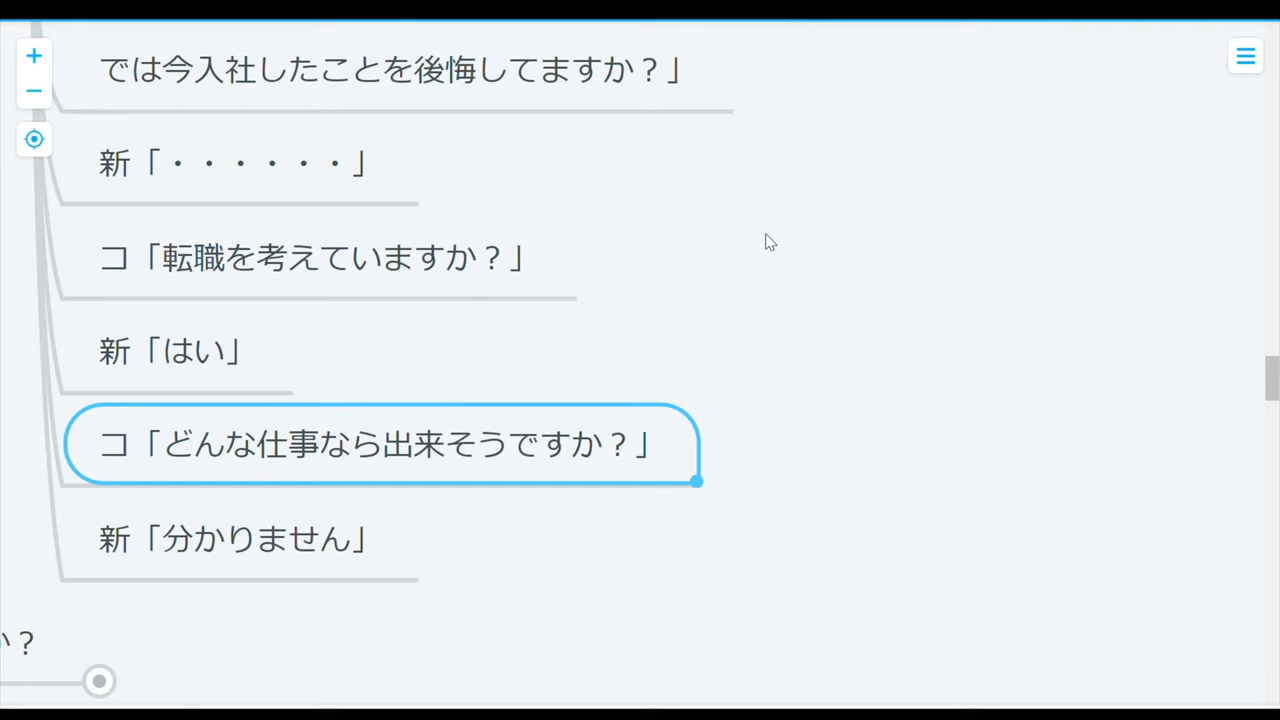 では今入社したことを後悔してますか？」
新「・・・・・・」
コ「転職を考えていますか？」
新「はい」
コ「どんな仕事なら出来そうですか？」
新「分かりません」
か？